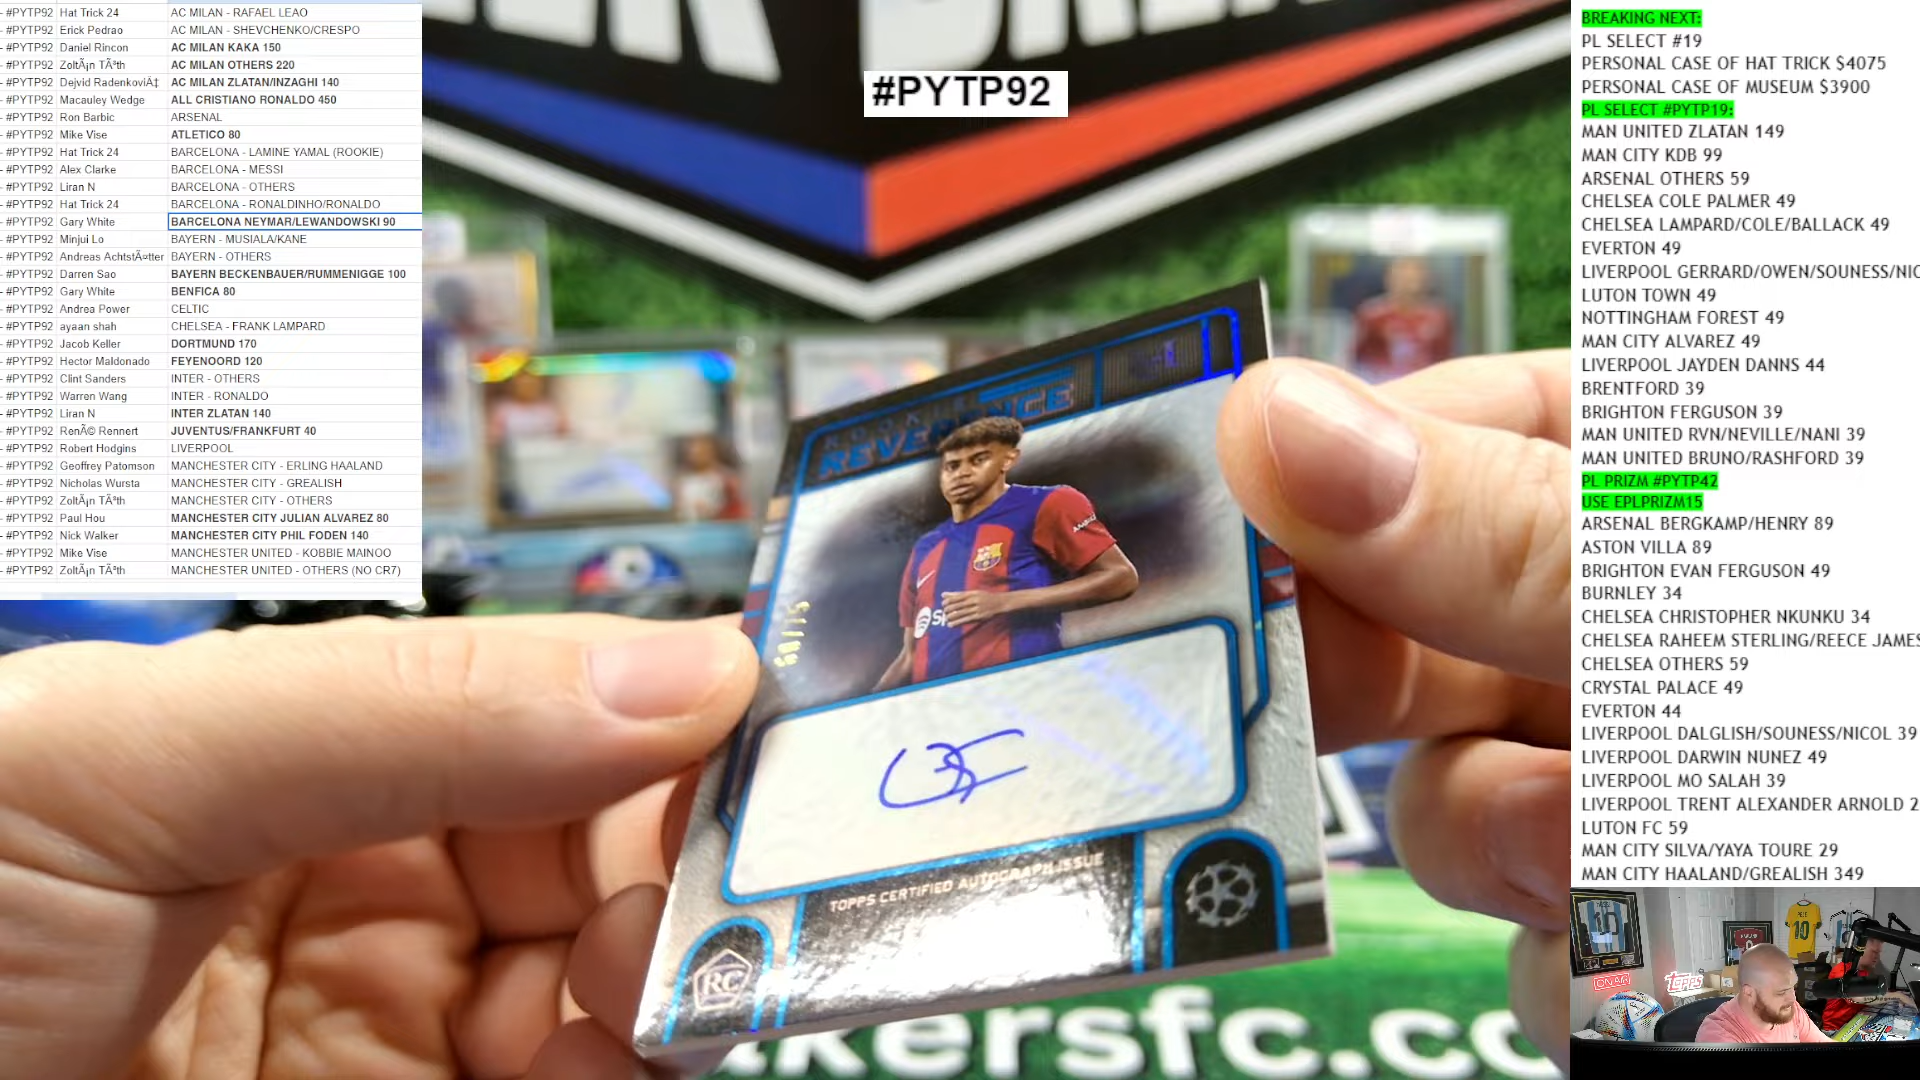 - #PYTP92 Hat Trick 24 AC MILAN - RAFAEL LEAO
- #PYTP92 Erick Pedrao AC MILAN - SHEVCHENKO/CRESPO
- #PYTP92 Daniel Rincon AC MILAN KAKA 150
- #PYTP92 ZoltÃ¡n TÃ³th AC MILAN OTHERS 220
- #PYTP92 Dejvid RadenkoviÄ‡ AC MILAN ZLATAN/INZAGHI 140
- #PYTP92 Macauley Wedge ALL CRISTIANO RONALDO 450
- #PYTP92 Ron Barbic ARSENAL
- #PYTP92 Mike Vise ATLETICO 80
- #PYTP92 Hat Trick 24 BARCELONA - LAMINE YAMAL (ROOKIE)
- #PYTP92 Alex Clarke BARCELONA - MESSI
- #PYTP92 Liran N BARCELONA - OTHERS
- #PYTP92 Hat Trick 24 BARCELONA - RONALDINHO/RONALDO
- #PYTP92 Gary White BARCELONA NEYMAR/LEWANDOWSKI 90
- #PYTP92 Minjui Lo BAYERN - MUSIALA/KANE
- #PYTP92 Andreas AchtstÃ¤tter BAYERN - OTHERS
- #PYTP92 Darren Sao BAYERN BECKENBAUER/RUMMENIGGE 100
- #PYTP92 Gary White BENFICA 80
- #PYTP92 Andrea Power CELTIC
- #PYTP92 ayaan shah CHELSEA - FRANK LAMPARD
- #PYTP92 Jacob Keller DORTMUND 170
- #PYTP92 Hector Maldonado FEYENOORD 120
- #PYTP92 Clint Sanders INTER - OTHERS
- #PYTP92 Warren Wang INTER - RONALDO
- #PYTP92 Liran N INTER ZLATAN 140
- #PYTP92 RenÃ© Rennert JUVENTUS/FRANKFURT 40
- #PYTP92 Robert Hodgins LIVERPOOL
- #PYTP92 Geoffrey Patomson MANCHESTER CITY - ERLING HAALAND
- #PYTP92 Nicholas Wursta MANCHESTER CITY - GREALISH
- #PYTP92 ZoltÃ¡n TÃ³th MANCHESTER CITY - OTHERS
- #PYTP92 Paul Hou MANCHESTER CITY JULIAN ALVAREZ 80
- #PYTP92 Nick Walker MANCHESTER CITY PHIL FODEN 140
- #PYTP92 Mike Vise MANCHESTER UNITED - KOBBIE MAINOO
- #PYTP92 ZoltÃ¡n TÃ³th MANCHESTER UNITED - OTHERS (NO CR7)
#PYTP92
ROOKIE
REVERENCE
TOPPS CERTIFIED AUTOGRAPH ISSUE
RC
kersfc.co
BREAKING NEXT:
PL SELECT #19
PERSONAL CASE OF HAT TRICK $4075
PERSONAL CASE OF MUSEUM $3900
PL SELECT #PYTP19:
MAN UNITED ZLATAN 149
MAN CITY KDB 99
ARSENAL OTHERS 59
CHELSEA COLE PALMER 49
CHELSEA LAMPARD/COLE/BALLACK 49
EVERTON 49
LIVERPOOL GERRARD/OWEN/SOUNESS/NIC
LUTON TOWN 49
NOTTINGHAM FOREST 49
MAN CITY ALVAREZ 49
LIVERPOOL JAYDEN DANNS 44
BRENTFORD 39
BRIGHTON FERGUSON 39
MAN UNITED RVN/NEVILLE/NANI 39
MAN UNITED BRUNO/RASHFORD 39
PL PRIZM #PYTP42
USE EPLPRIZM15
ARSENAL BERGKAMP/HENRY 89
ASTON VILLA 89
BRIGHTON EVAN FERGUSON 49
BURNLEY 34
CHELSEA CHRISTOPHER NKUNKU 34
CHELSEA RAHEEM STERLING/REECE JAMES
CHELSEA OTHERS 59
CRYSTAL PALACE 49
EVERTON 44
LIVERPOOL DALGLISH/SOUNESS/NICOL 39
LIVERPOOL DARWIN NUNEZ 49
LIVERPOOL MO SALAH 39
LIVERPOOL TRENT ALEXANDER ARNOLD 2
LUTON FC 59
MAN CITY SILVA/YAYA TOURE 29
MAN CITY HAALAND/GREALISH 349
ON AIR
TOPPS
10